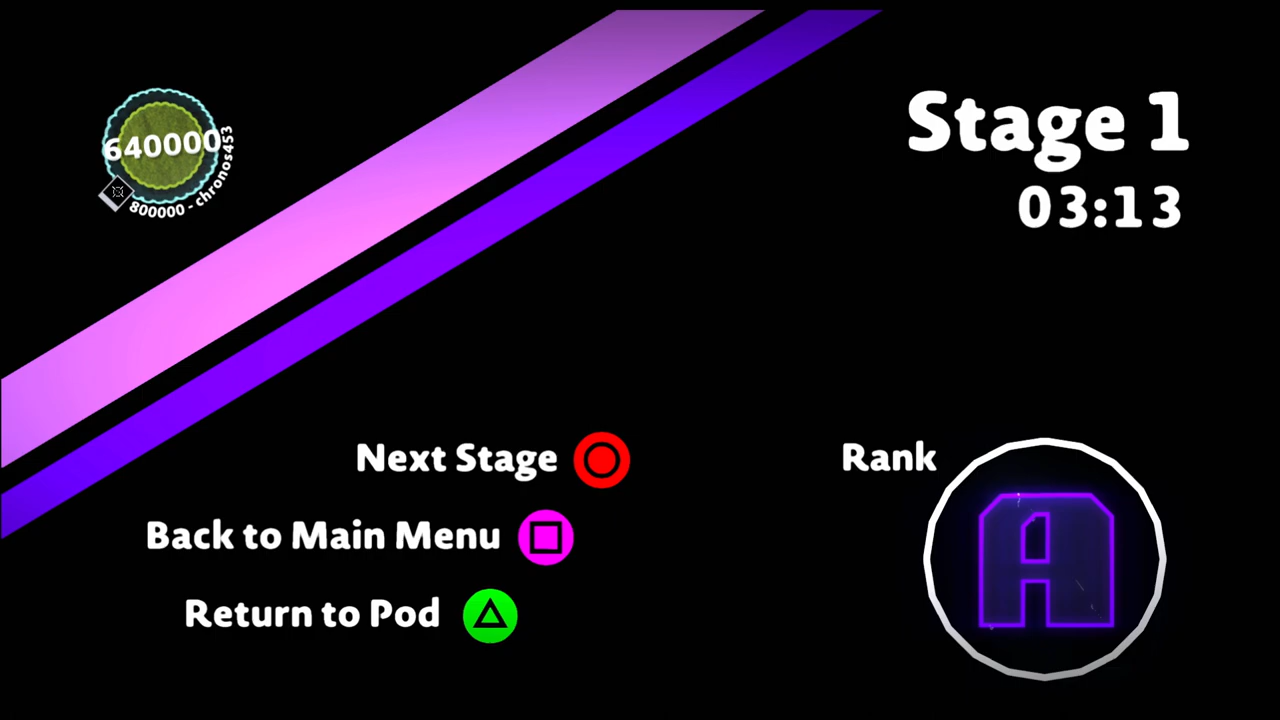 640000
800000 - chronos453
Stage 1
03:13
Next Stage
Back to Main Menu
Return to Pod
Rank
A